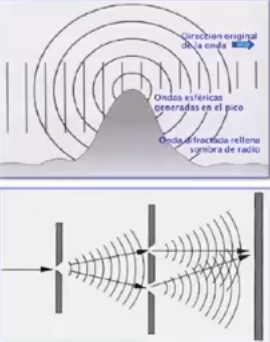 Dirección original
de la onda
Ondas esféricas
generadas en el pico
Onda difractada rellena
sombra de radio